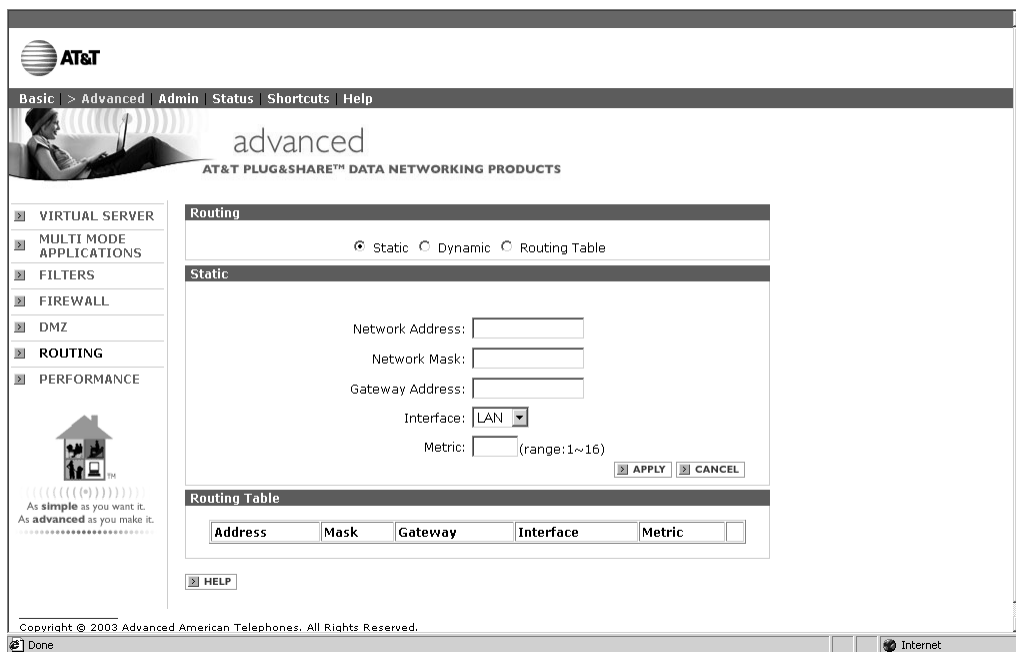 AT&T
Basic | > Advanced | Admin | Status | Shortcuts | Help
advanced
AT&T PLUG&SHARE™ DATA NETWORKING PRODUCTS
VIRTUAL SERVER
MULTI MODE
APPLICATIONS
FILTERS
FIREWALL
DMZ
ROUTING
PERFORMANCE
TM
As simple as you want it.
As advanced as you make it.
Routing
Static Dynamic Routing Table
Static
Network Address:
Network Mask:
Gateway Address:
Interface: LAN
Metric: (range:1~16)
APPLY CANCEL
Routing Table
Address Mask Gateway Interface Metric
HELP
Copyright © 2003 Advanced American Telephones. All Rights Reserved.
Done Internet